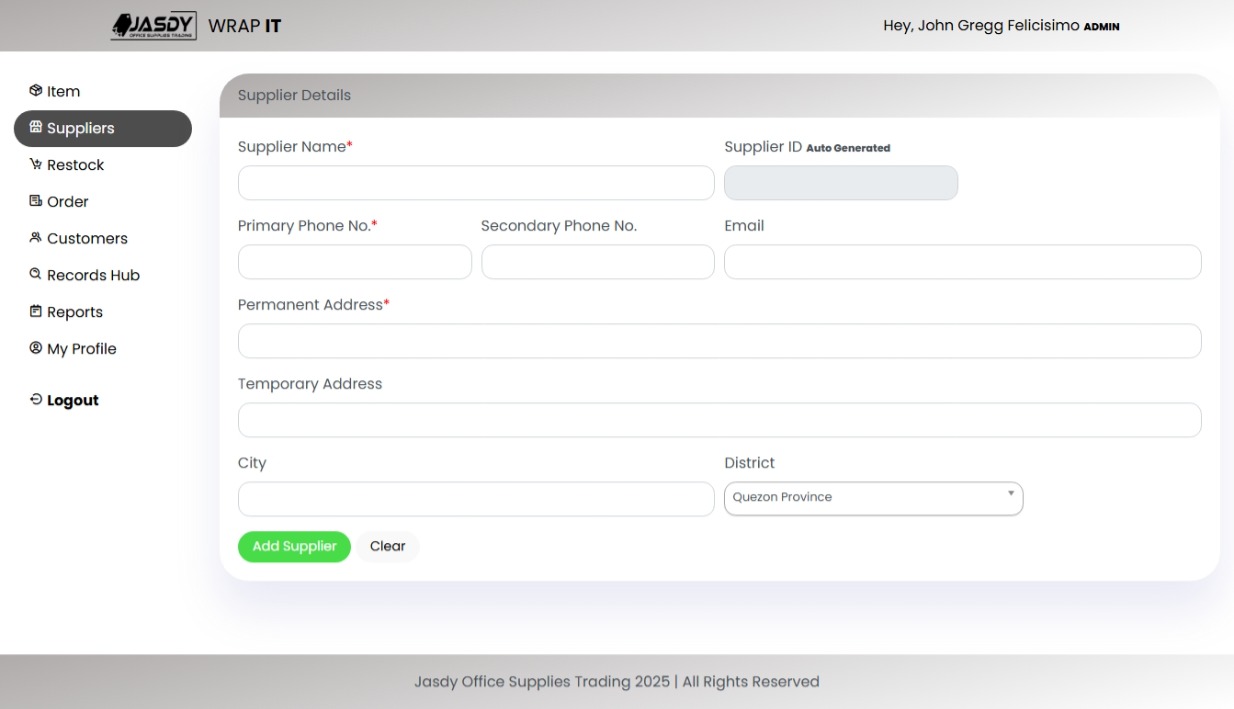 JASDY
OFFICE SUPPLIES TRADING
WRAP IT
Hey, John Gregg Felicisimo ADMIN
Item
Suppliers
Restock
Order
Customers
Records Hub
Reports
My Profile
Logout
Supplier Details
Supplier Name*
Supplier ID Auto Generated
Primary Phone No.*
Secondary Phone No.
Email
Permanent Address*
Temporary Address
City
District
Quezon Province
Add Supplier
Clear
Jasdy Office Supplies Trading 2025 | All Rights Reserved